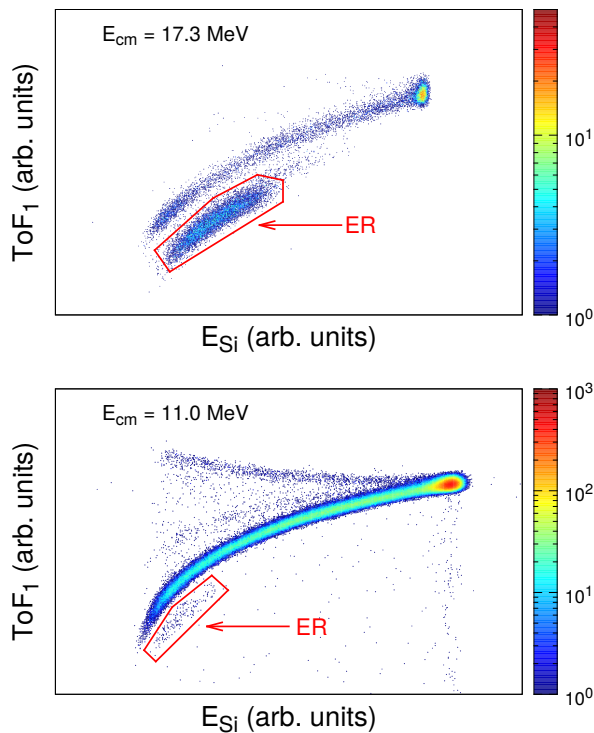 E_cm = 17.3 MeV
ToF_1 (arb. units)
ER
E_Si (arb. units)
10^1
10^0
E_cm = 11.0 MeV
ToF_1 (arb. units)
ER
E_Si (arb. units)
10^3
10^2
10^1
10^0